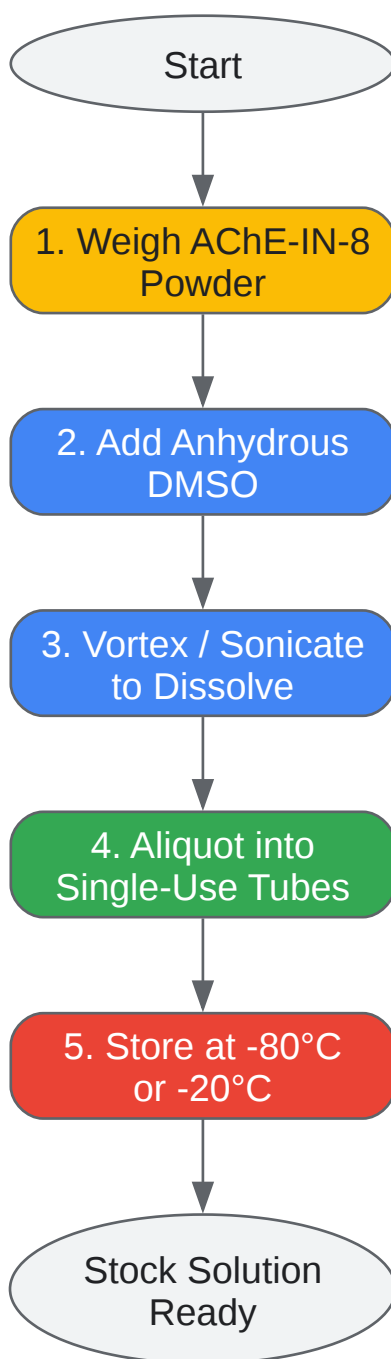 Start
1. Weigh AChE-IN-8
Powder
2. Add Anhydrous
DMSO
3. Vortex / Sonicate
to Dissolve
4. Aliquot into
Single-Use Tubes
5. Store at -80°C
or -20°C
Stock Solution
Ready